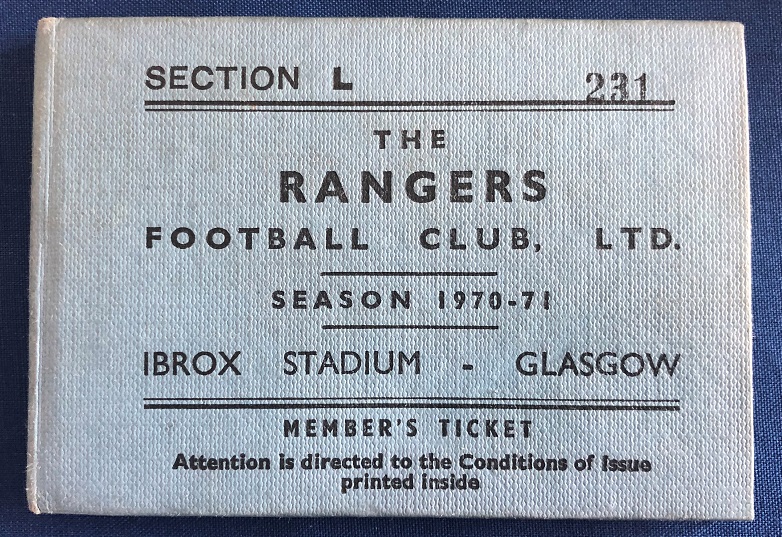 SECTION L 231
THE
RANGERS
FOOTBALL CLUB, LTD.
SEASON 1970-71
IBROX STADIUM - GLASGOW
MEMBER'S TICKET
Attention is directed to the Conditions of Issue
printed inside